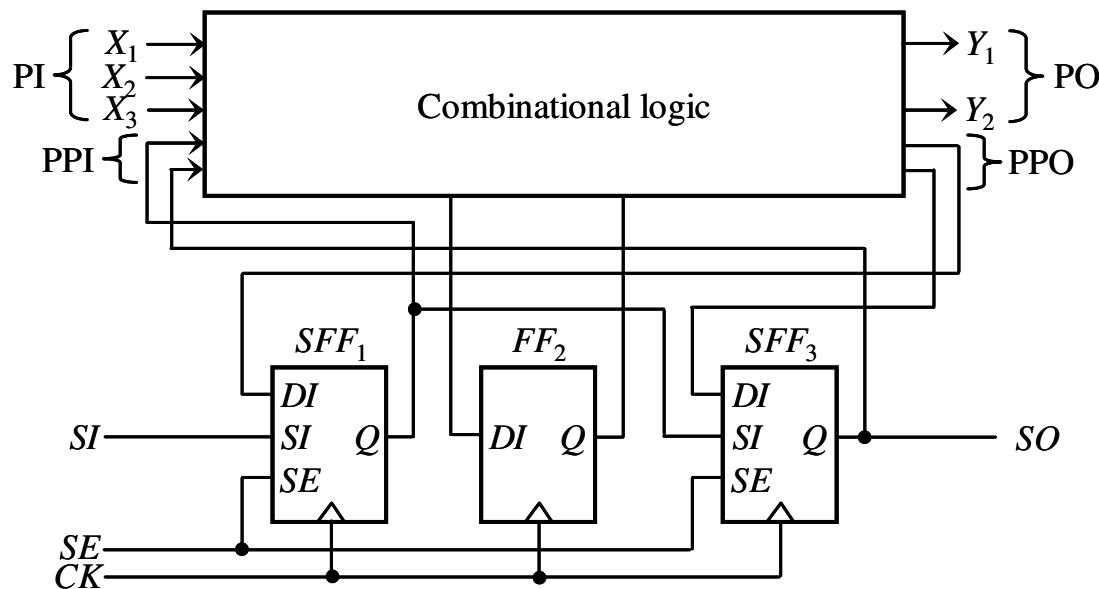 PI
X1
X2
X3
PPI
Combinational logic
Y1
Y2
PO
PPO
SFF1
FF2
SFF3
DI
SI
SE
Q
DI
Q
DI
SI
SE
Q
SI
SO
SE
CK